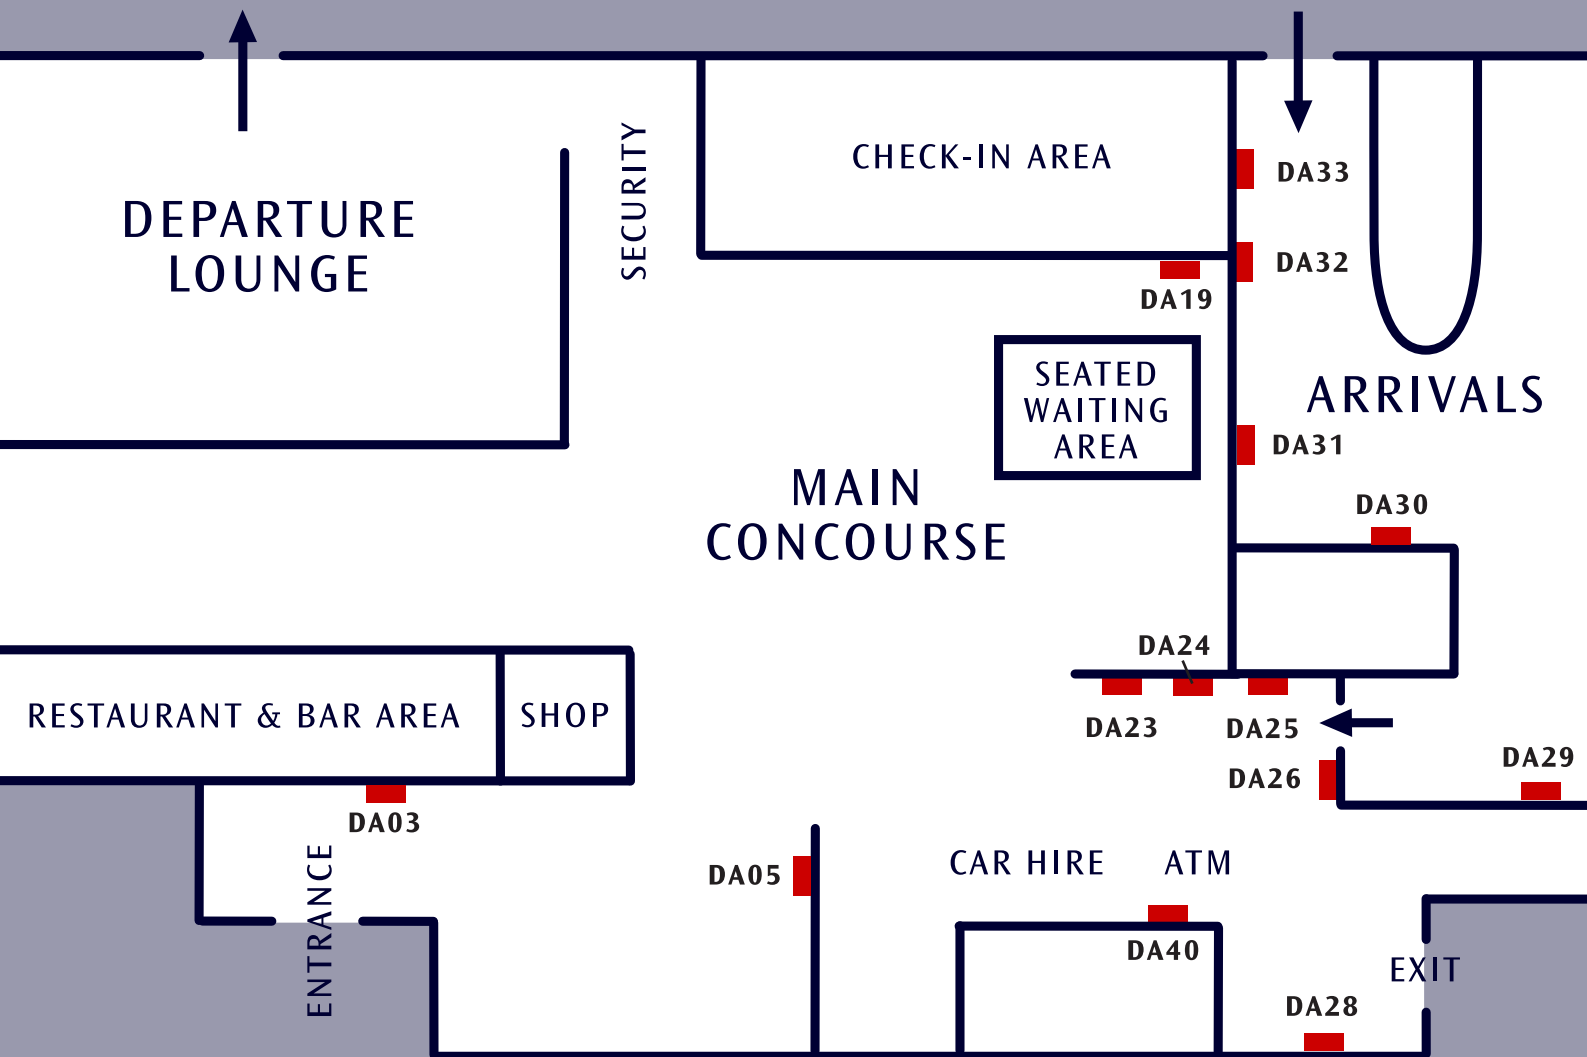 SECURITY
CHECK-IN AREA
DA33
DEPARTURE
LOUNGE
DA32
DA19
SEATED
WAITING
AREA
ARRIVALS
DA31
MAIN
CONCOURSE
DA30
DA24
RESTAURANT & BAR AREA
SHOP
DA23
DA25
DA29
DA26
DA03
ENTRANCE
DA05
CAR HIRE
ATM
DA40
EXIT
DA28